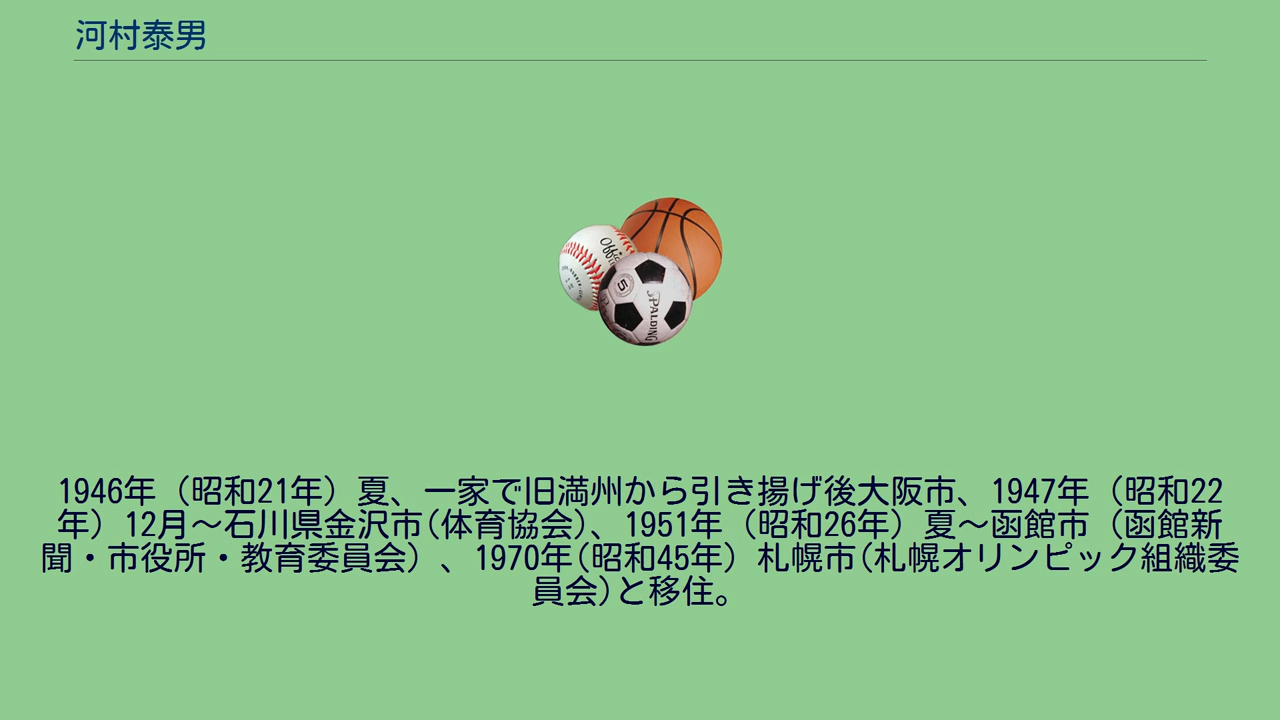 河村泰男
Offic
5
SPALDING
1946年（昭和21年）夏、一家で旧満州から引き揚げ後大阪市、1947年（昭和22
年）12月～石川県金沢市(体育協会)、1951年（昭和26年）夏～函館市（函館新
聞・市役所・教育委員会）、1970年(昭和45年）札幌市(札幌オリンピック組織委
員会)と移住。